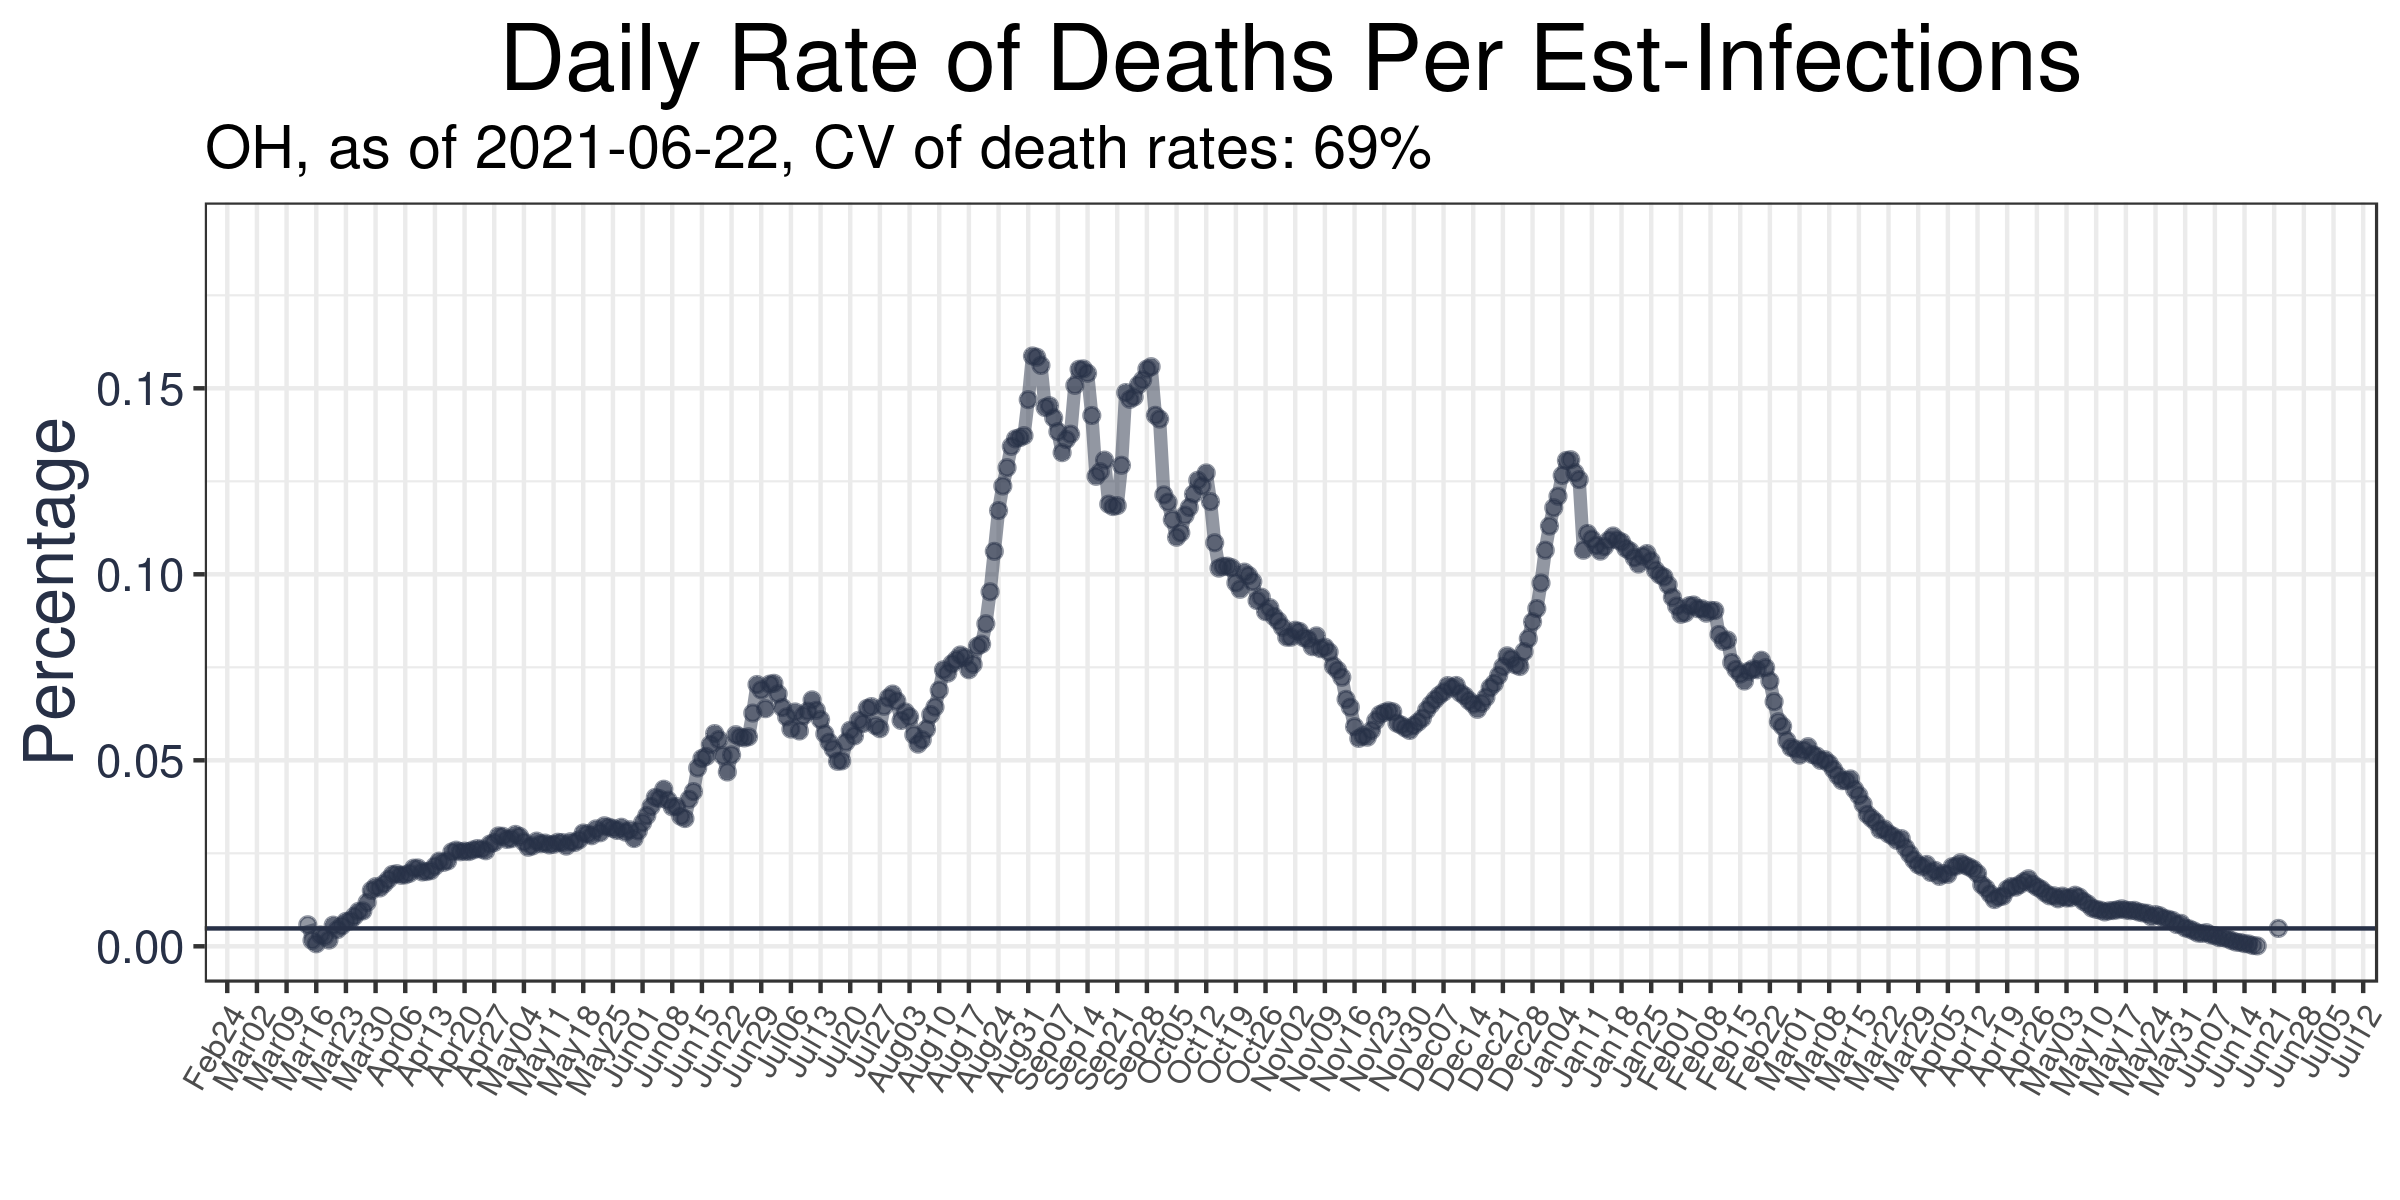 Daily Rate of Deaths Per Est-Infections
OH, as of 2021-06-22, CV of death rates: 69%
Percentage
0.15
0.10
0.05
0.00
Feb24
Mar02
Mar09
Mar16
Mar23
Mar30
Apr06
Apr13
Apr20
Apr27
May04
May11
May18
May25
Jun01
Jun08
Jun15
Jun22
Jun29
Jul06
Jul13
Jul20
Jul27
Aug03
Aug10
Aug17
Aug24
Aug31
Sep07
Sep14
Sep21
Sep28
Oct05
Oct12
Oct19
Oct26
Nov02
Nov09
Nov16
Nov23
Nov30
Dec07
Dec14
Dec21
Dec28
Dec04
Jan11
Jan18
Jan25
Feb01
Feb08
Feb15
Feb22
Mar01
Mar08
Mar15
Mar22
Mar29
Apr05
Apr12
Apr19
Apr26
May03
May10
May17
May24
May31
May07
Jun14
Jun21
Jun28
Jul05
Jul12